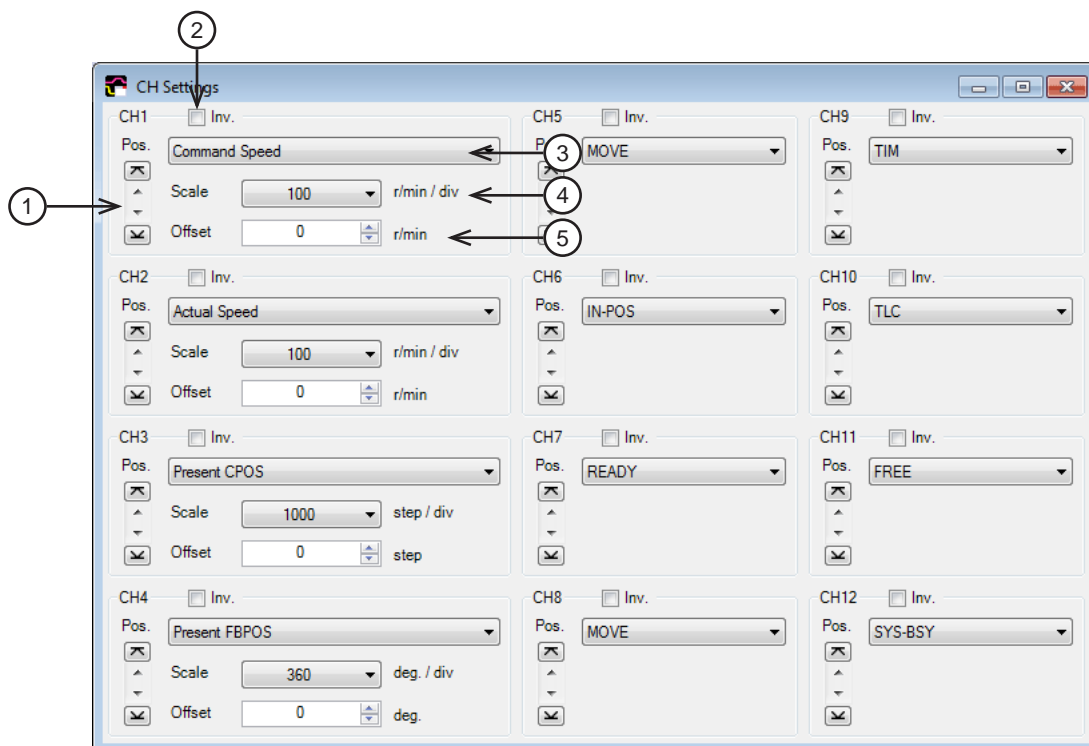 2
CH Settings
CH1 Inv. CH5 Inv. CH9 Inv.
Pos. Command Speed 3 Pos. MOVE Pos. TIM
1 Scale 100 r/min / div 4
Offset 0 r/min 5
CH2 Inv. CH6 Inv. CH10 Inv.
Pos. Actual Speed Pos. IN-POS Pos. TLC
Scale 100 r/min / div
Offset 0 r/min
CH3 Inv. CH7 Inv. CH11 Inv.
Pos. Present CPOS Pos. READY Pos. FREE
Scale 1000 step / div
Offset 0 step
CH4 Inv. CH8 Inv. CH12 Inv.
Pos. Present FBPOS Pos. MOVE Pos. SYS-BSY
Scale 360 deg. / div
Offset 0 deg.